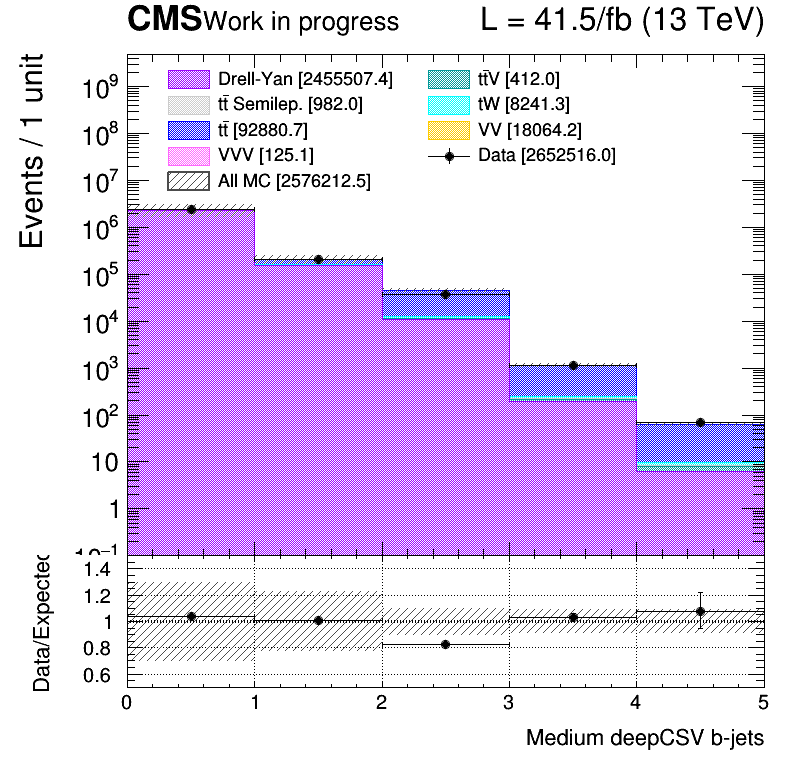 CMS Work in progress L = 41.5/fb (13 TeV)
Events / 1 unit
Drell-Yan [2455507.4]
tt̄ Semilep. [982.0]
tt̄ [92880.7]
VVV [125.1]
All MC [2576212.5]
tt̄V [412.0]
tW [8241.3]
VV [18064.2]
Data [2652516.0]
10⁹
10⁸
10⁷
10⁶
10⁵
10⁴
10³
10²
10
1
10⁻¹
Data/Expected
1.4
1.2
1
0.8
0.6
0 1 2 3 4 5
Medium deepCSV b-jets